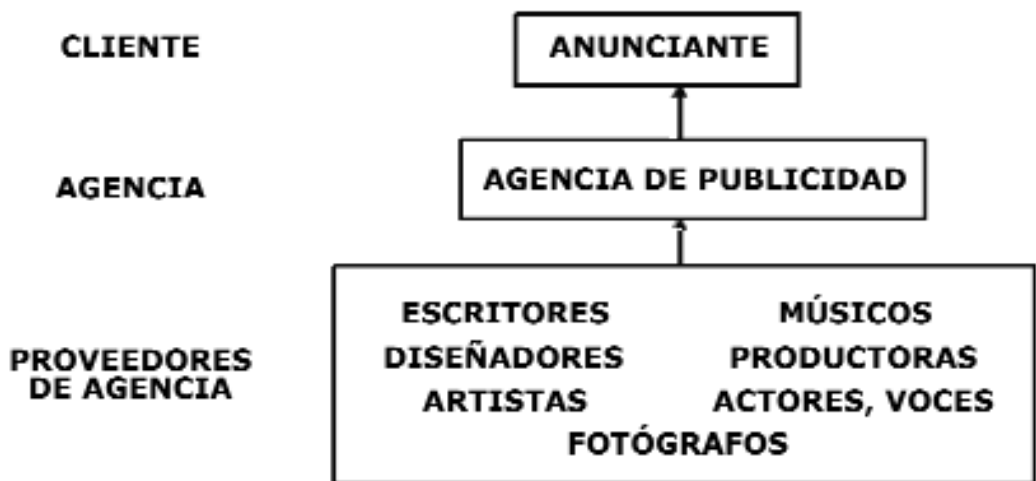 CLIENTE
ANUNCIANTE
AGENCIA
AGENCIA DE PUBLICIDAD
PROVEEDORES
DE AGENCIA
ESCRITORES
MÚSICOS
DISEÑADORES
PRODUCTORAS
ARTISTAS
ACTORES, VOCES
FOTÓGRAFOS